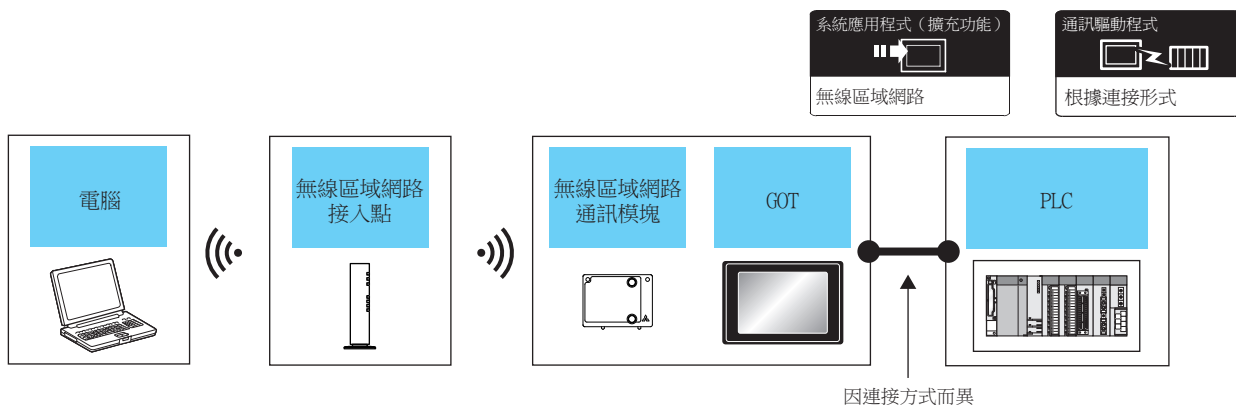 系統應用程式（擴充功能）
無線區域網路
通訊驅動程式
根據連接形式
電腦
無線區域網路
接入點
無線區域網路
通訊模塊
GOT
PLC
因連接方式而異